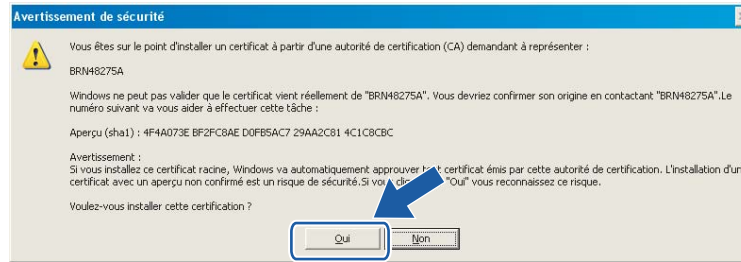 Avertissement de sécurité
Vous êtes sur le point d'installer un certificat à partir d'une autorité de certification (CA) demandant à représenter :
BRN48275A
Windows ne peut pas valider que le certificat vient réellement de "BRN48275A". Vous devriez confirmer son origine en contactant "BRN48275A".Le
numéro suivant va vous aider à effectuer cette tâche :
Aperçu (sha1) : 4F4A073E BF2FC8AE D0FB5AC7 29AA2C81 4C1C8CBC
Avertissement :
Si vous installez ce certificat racine, Windows va automatiquement approuver tout certificat émis par cette autorité de certification. L'installation d'un
certificat avec un aperçu non confirmé est un risque de sécurité.Si vous "Oui" vous reconnaissez ce risque.
Voulez-vous installer cette certification ?
Oui Non